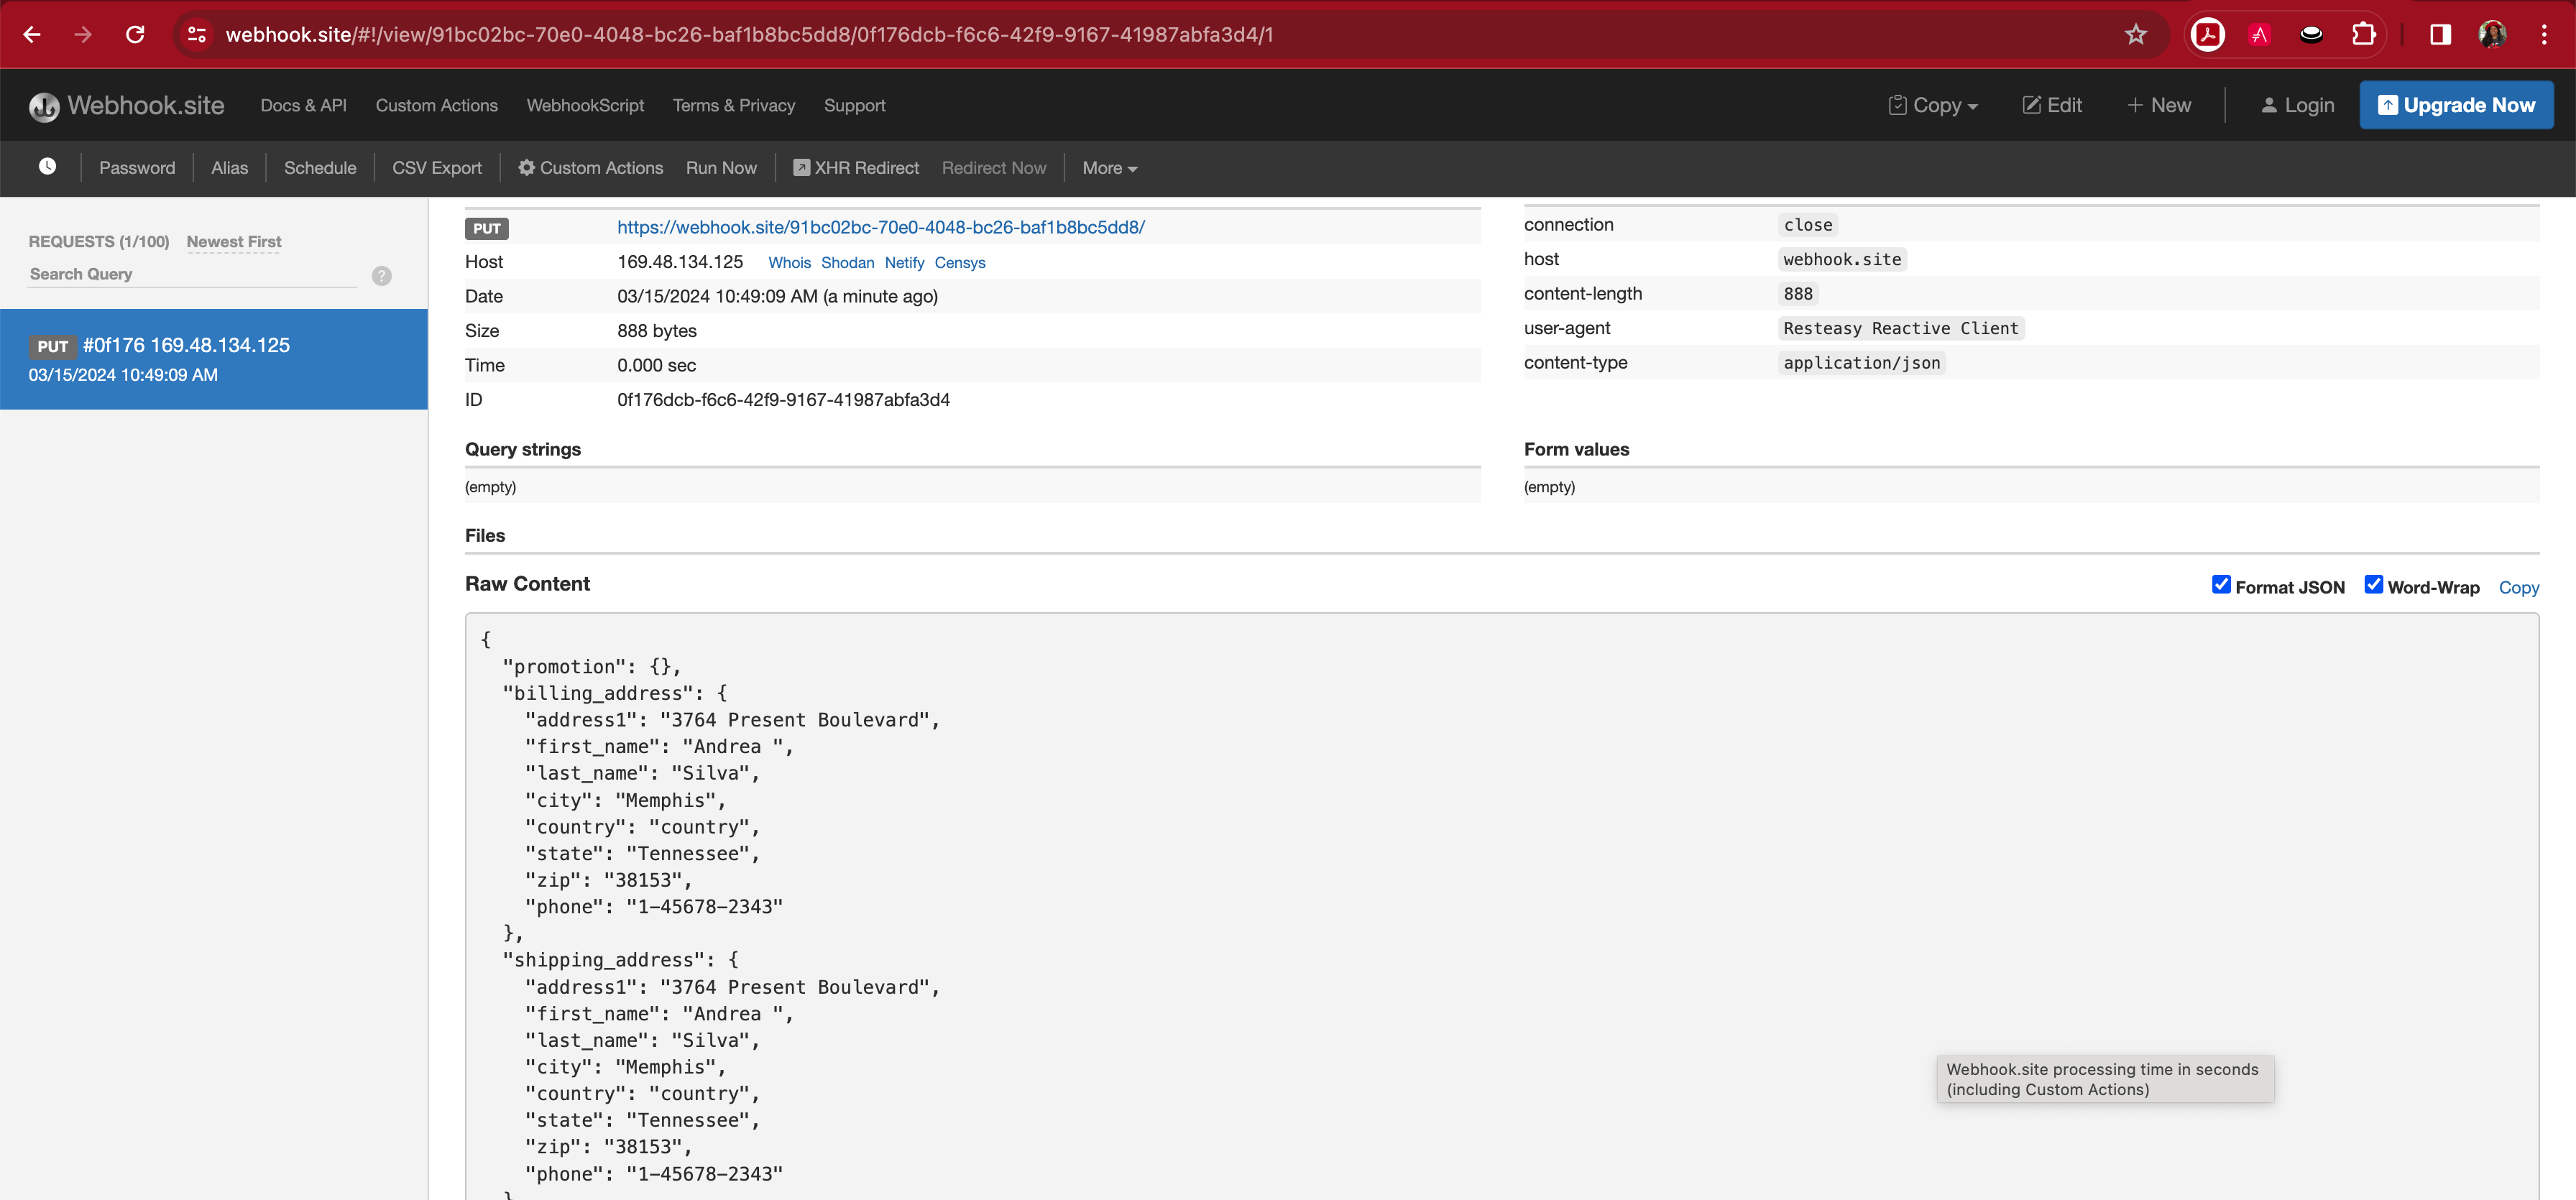 webhook.site/#!/view/91bc02bc-70e0-4048-bc26-baf1b8bc5dd8/0f176dcb-f6c6-42f9-9167-41987abfa3d4/1
Webhook.site Docs & API Custom Actions WebhookScript Terms & Privacy Support Copy Edit + New Login Upgrade Now
Password Alias Schedule CSV Export Custom Actions Run Now XHR Redirect Redirect Now More
REQUESTS (1/100) Newest First
Search Query ?
PUT #0f176 169.48.134.125
03/15/2024 10:49:09 AM
PUT https://webhook.site/91bc02bc-70e0-4048-bc26-baf1b8bc5dd8/
Host 169.48.134.125 Whois Shodan Netify Censys
Date 03/15/2024 10:49:09 AM (a minute ago)
Size 888 bytes
Time 0.000 sec
ID 0f176dcb-f6c6-42f9-9167-41987abfa3d4
connection close
host webhook.site
content-length 888
user-agent Resteasy Reactive Client
content-type application/json
Query strings
(empty)
Form values
(empty)
Files
Raw Content Format JSON Word-Wrap Copy
{
"promotion": {},
"billing_address": {
"address1": "3764 Present Boulevard",
"first_name": "Andrea ",
"last_name": "Silva",
"city": "Memphis",
"country": "country",
"state": "Tennessee",
"zip": "38153",
"phone": "1-45678-2343"
},
"shipping_address": {
"address1": "3764 Present Boulevard",
"first_name": "Andrea ",
"last_name": "Silva",
"city": "Memphis",
"country": "country",
"state": "Tennessee",
"zip": "38153",
"phone": "1-45678-2343"
}
Webhook.site processing time in seconds
(including Custom Actions)